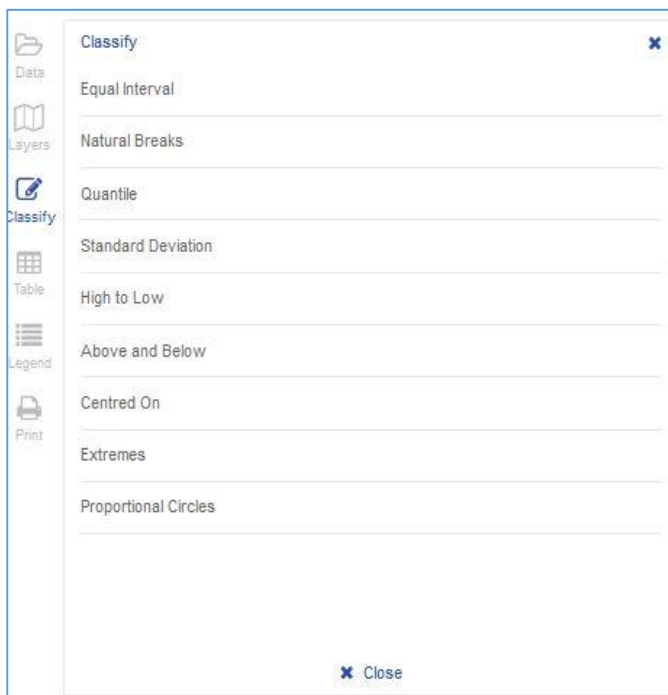 Data
Layers
Classify
Table
Legend
Print
Classify
Equal Interval
Natural Breaks
Quantile
Standard Deviation
High to Low
Above and Below
Centred On
Extremes
Proportional Circles
Close